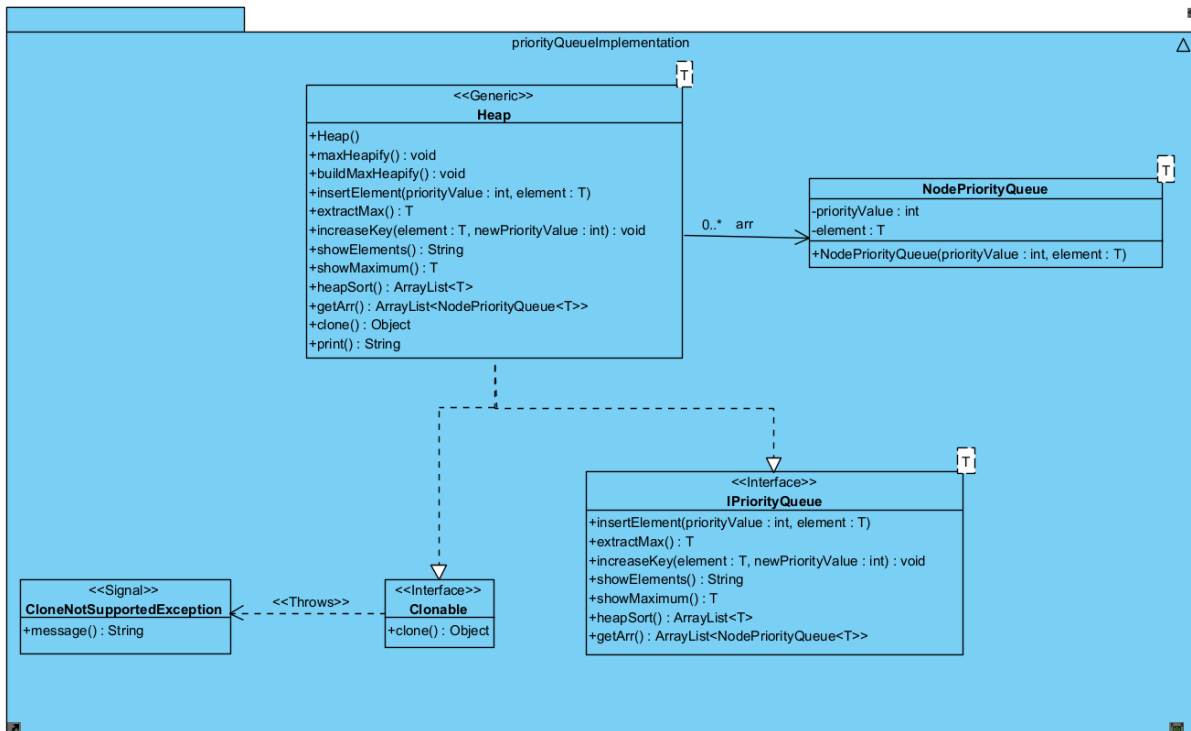 priorityQueueImplementation
T
<<Generic>>
Heap
+Heap()
+maxHeapify() : void
+buildMaxHeapify() : void
+insertElement(priorityValue : int, element : T)
+extractMax() : T
+increaseKey(element : T, newPriorityValue : int) : void
+showElements() : String
+showMaximum() : T
+heapSort() : ArrayList<T>
+getArr() : ArrayList<NodePriorityQueue<T>>
+clone() : Object
+print() : String
0..* arr
T
NodePriorityQueue
-priorityValue : int
-element : T
+NodePriorityQueue(priorityValue : int, element : T)
T
<<Interface>>
IPriorityQueue
+insertElement(priorityValue : int, element : T)
+extractMax() : T
+increaseKey(element : T, newPriorityValue : int) : void
+showElements() : String
+showMaximum() : T
+heapSort() : ArrayList<T>
+getArr() : ArrayList<NodePriorityQueue<T>>
<<Signal>>
CloneNotSupportedException
+message() : String
<<Throws>>
<<Interface>>
Clonable
+clone() : Object